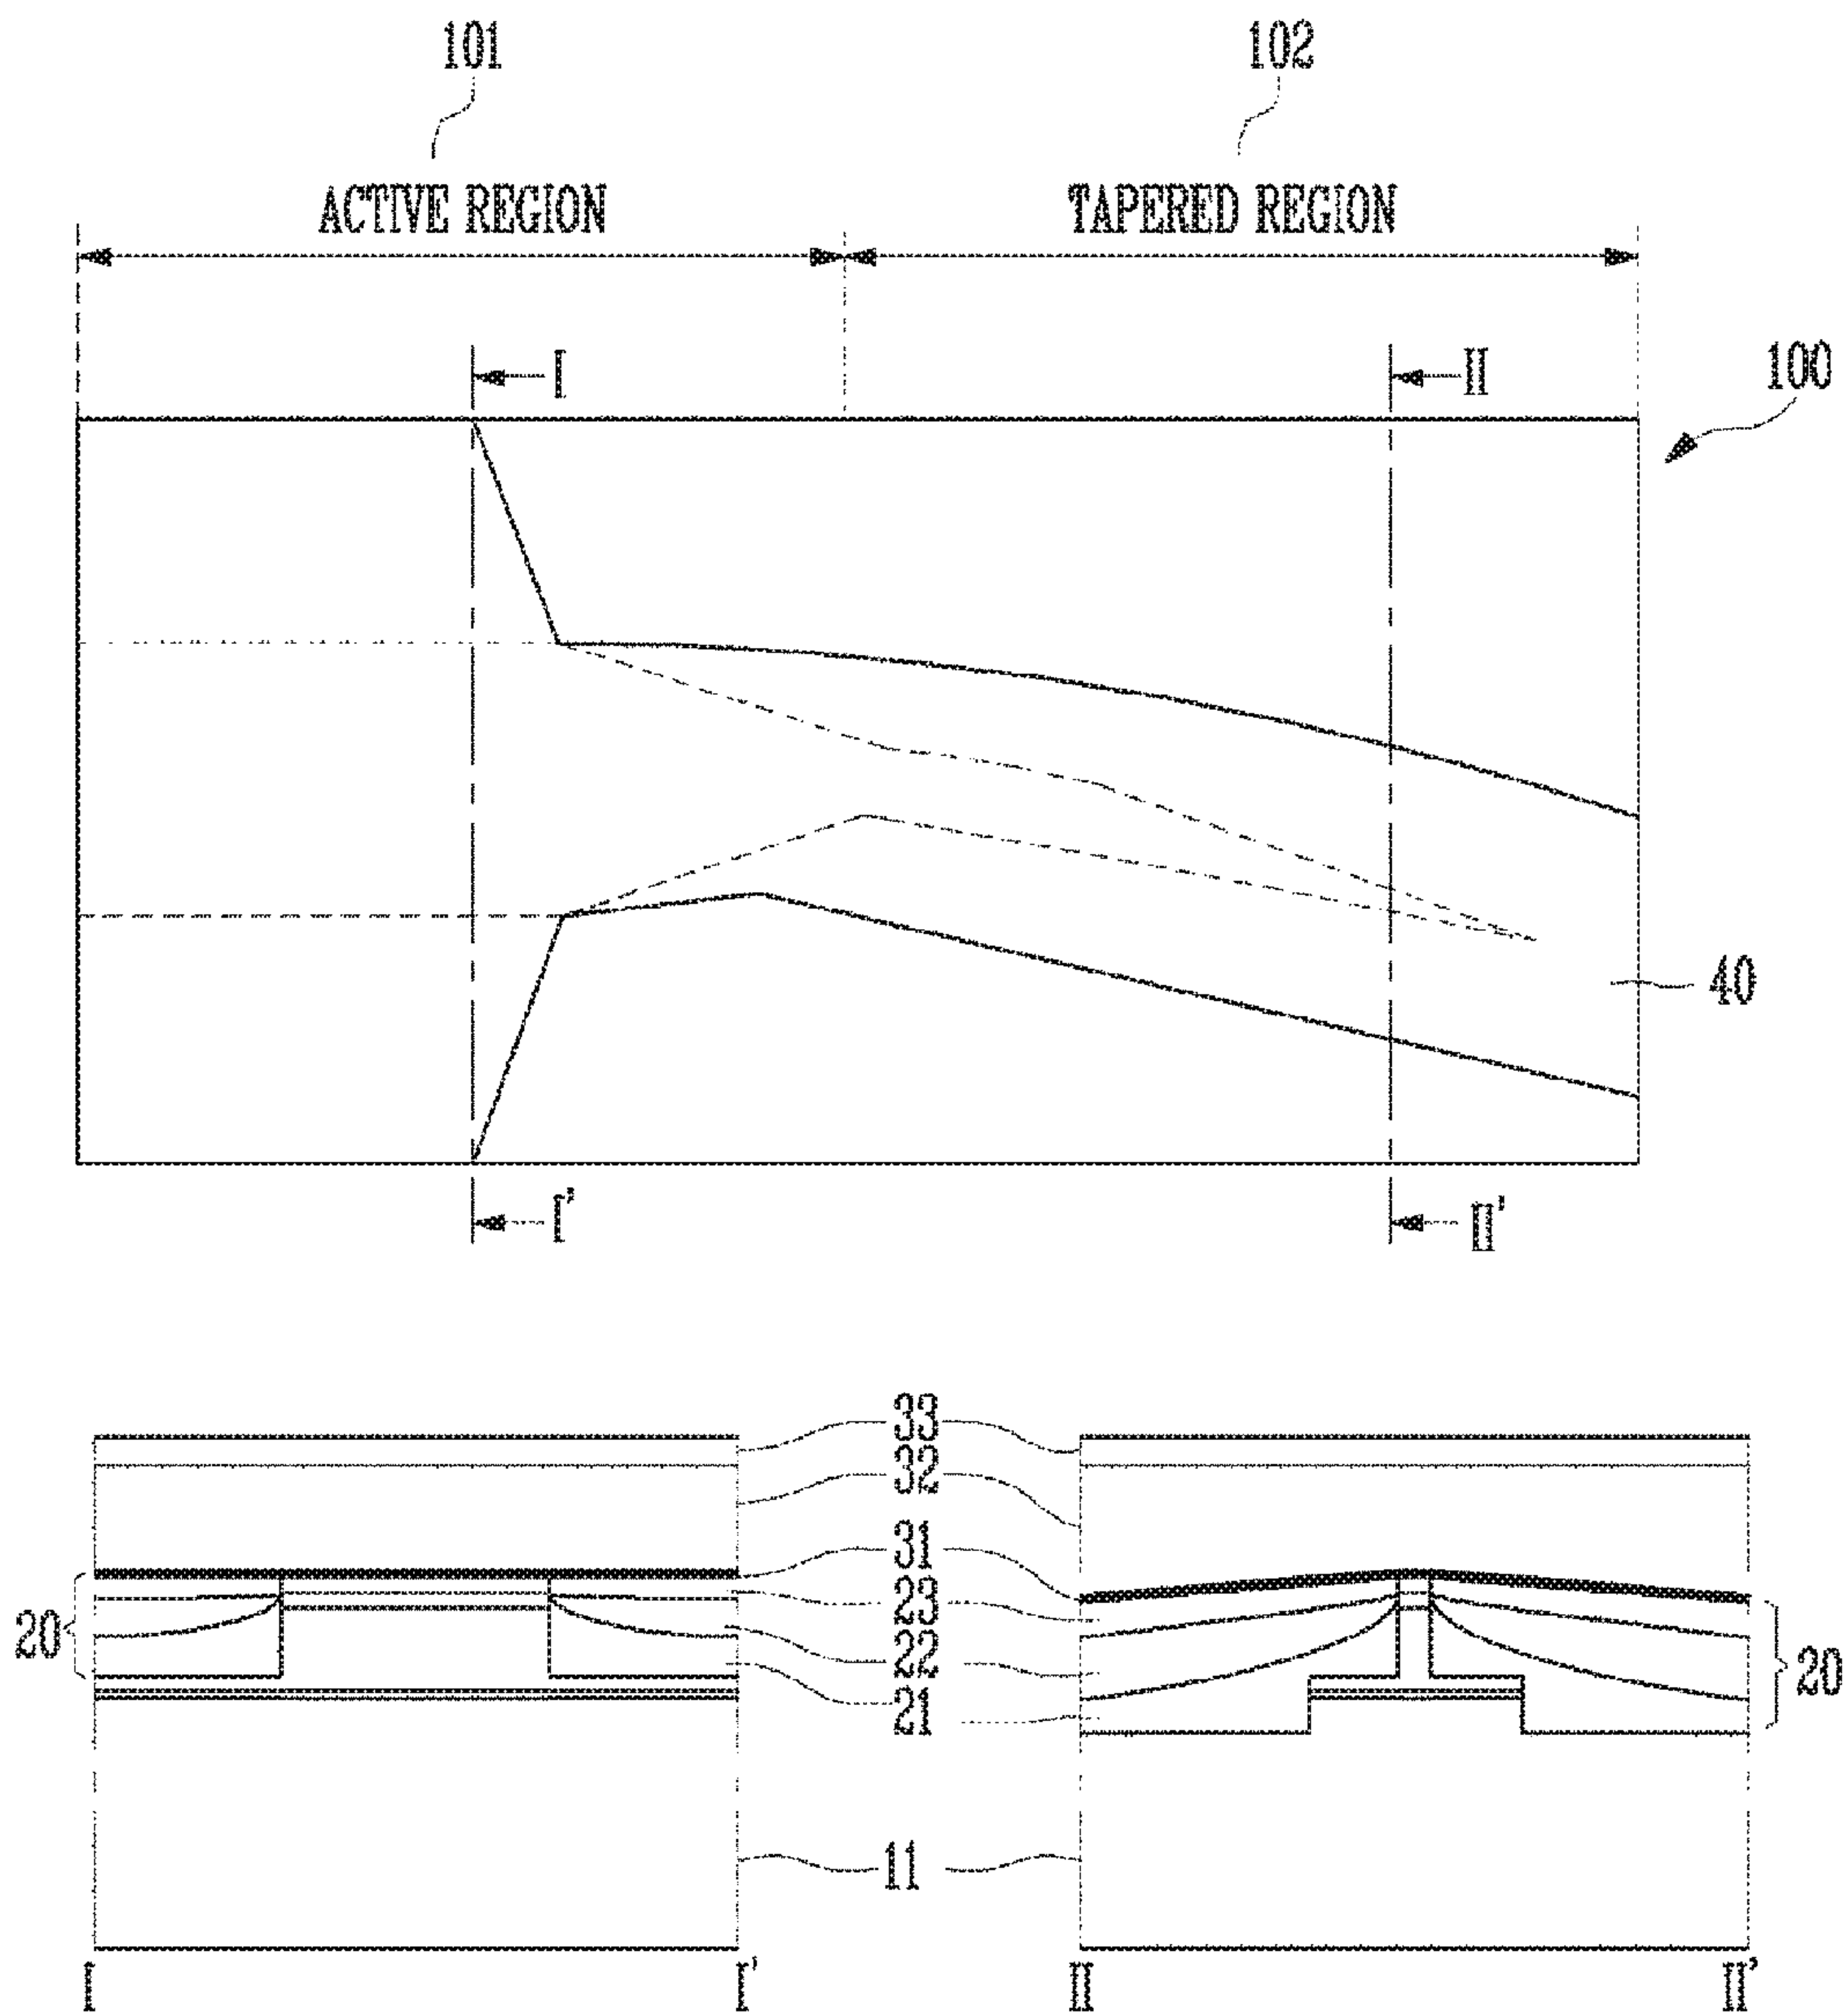 101 102
ACTIVE REGION TAPERED REGION
I II
100
40
I' II'
33
32
31
23
20 22 20
21
11
I I' II II'